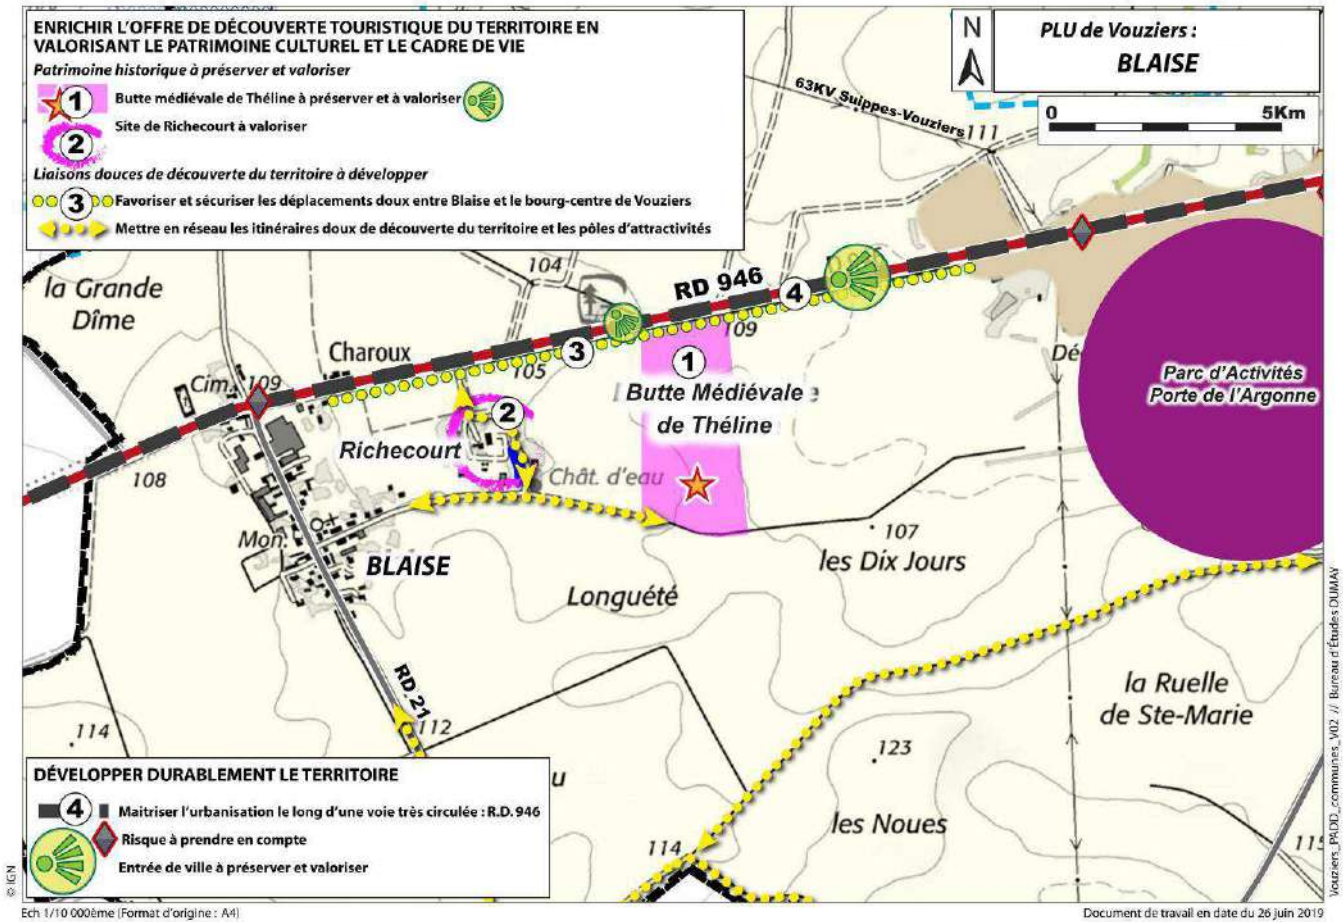 ENRICHIR L'OFFRE DE DÉCOUVERTE TOURISTIQUE DU TERRITOIRE EN
VALORISANT LE PATRIMOINE CULTUREL ET LE CADRE DE VIE
Patrimoine historique à préserver et valoriser
1 Butte médiévale de Théline à préserver et à valoriser
Site de Richecourt à valoriser
2
Liaisons douces de découverte du territoire à développer
3 Favoriser et sécuriser les déplacements doux entre Blaise et le bourg-centre de Vouziers
Mettre en réseau les itinéraires doux de découverte du territoire et les pôles d'attractivités
N
PLU de Vouziers :
BLAISE
0 5Km
63KV Suippes-Vouziers
111
la Grande
Dîme
104
RD 946
4
109
3
105
Charoux
Cim.
109
1
Butte Médiévale
de Théline
2
Richecourt
Chât. d'eau
108
Mon.
BLAISE
Dé
Parc d'Activités
Porte de l'Argonne
107
les Dix Jours
Longuété
RD 21
112
114
la Ruelle
de Ste-Marie
123
les Noues
114
115
u
DÉVELOPPER DURABLEMENT LE TERRITOIRE
4 Maitriser l'urbanisation le long d'une voie très circulée : R.D. 946
Risque à prendre en compte
Entrée de ville à préserver et valoriser
© IGN
Vouziers_PADD_communes_V02 // Bureau d'Études DUMAY
Ech 1/10 000ème (Format d'origine : A4)
Document de travail en date du 26 juin 2019